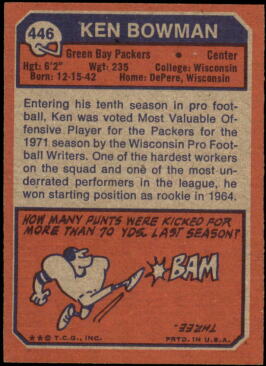 446
KEN BOWMAN
Green Bay Packers • Center
Hgt: 6'2" Wgt: 235 College: Wisconsin
Born: 12-15-42 Home: DePere, Wisconsin
Entering his tenth season in pro foot-
ball, Ken was voted Most Valuable Of-
fensive Player for the Packers for the
1971 season by the Wisconsin Pro Foot-
ball Writers. One of the hardest workers
on the squad and one of the most un-
derrated performers in the league, he
won starting position as rookie in 1964.
HOW MANY PUNTS WERE KICKED FOR
MORE THAN 70 YDS. LAST SEASON?
BAM
THREE-
★★© T.C.G., INC. PRTD. IN U.S.A.